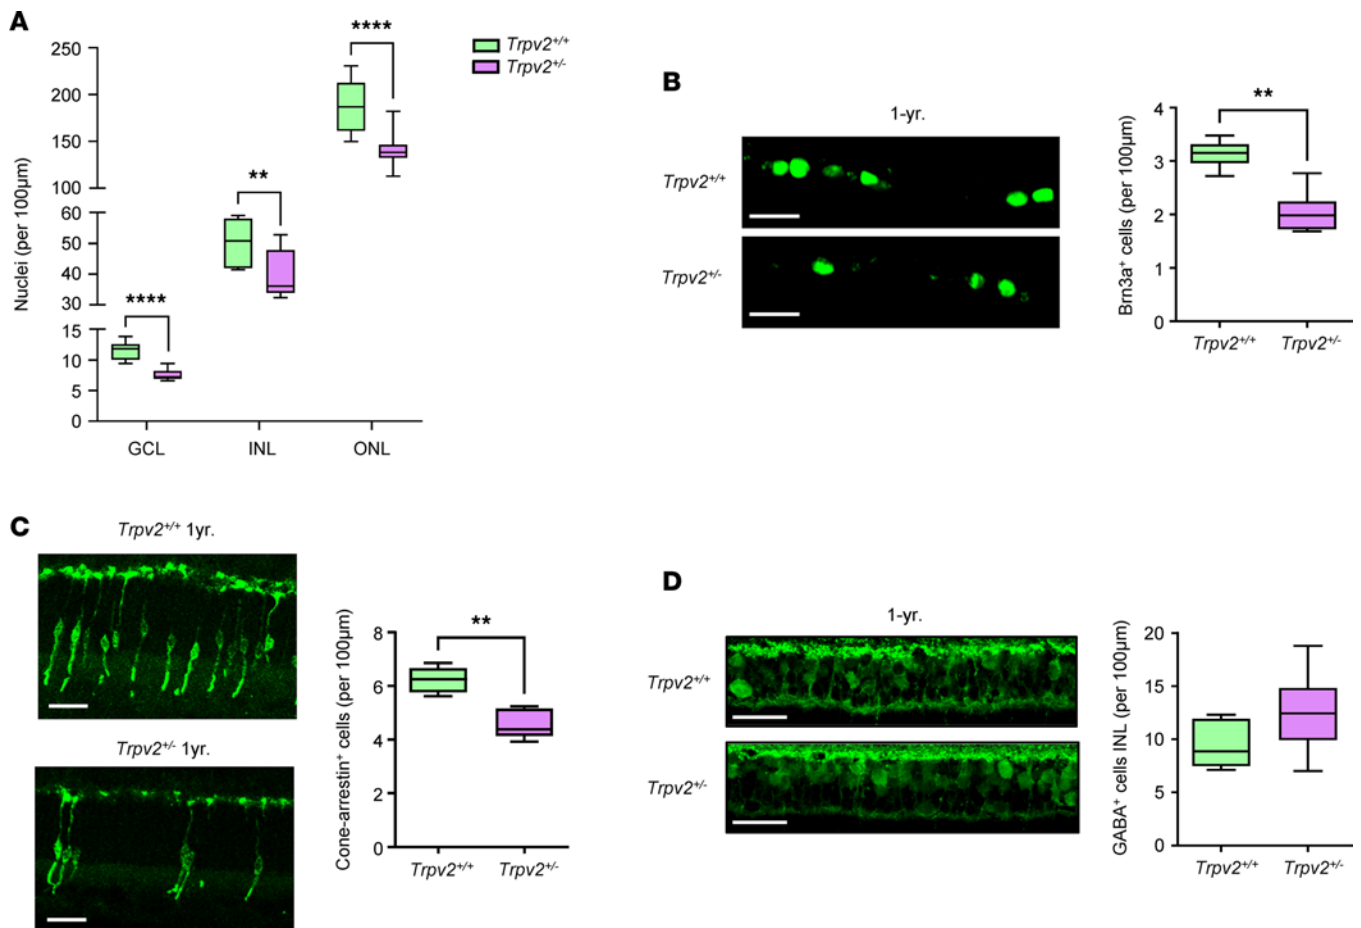 A
****
Trpv2+/+
Trpv2+/-
250
200
150
100
**
60
50
40
30
****
15
10
5
0
Nuclei (per 100μm)
GCL
INL
ONL
B
1-yr.
Trpv2+/+
Trpv2+/-
**
4
3
2
1
0
Brn3a+ cells (per 100μm)
Trpv2+/+
Trpv2+/-
C
Trpv2+/+ 1yr.
Trpv2+/- 1yr.
**
8
6
4
2
0
Cone-arrestin+ cells (per 100μm)
Trpv2+/+
Trpv2+/-
D
1-yr.
Trpv2+/+
Trpv2+/-
20
15
10
5
0
GABA+ cells INL (per 100μm)
Trpv2+/+
Trpv2+/-